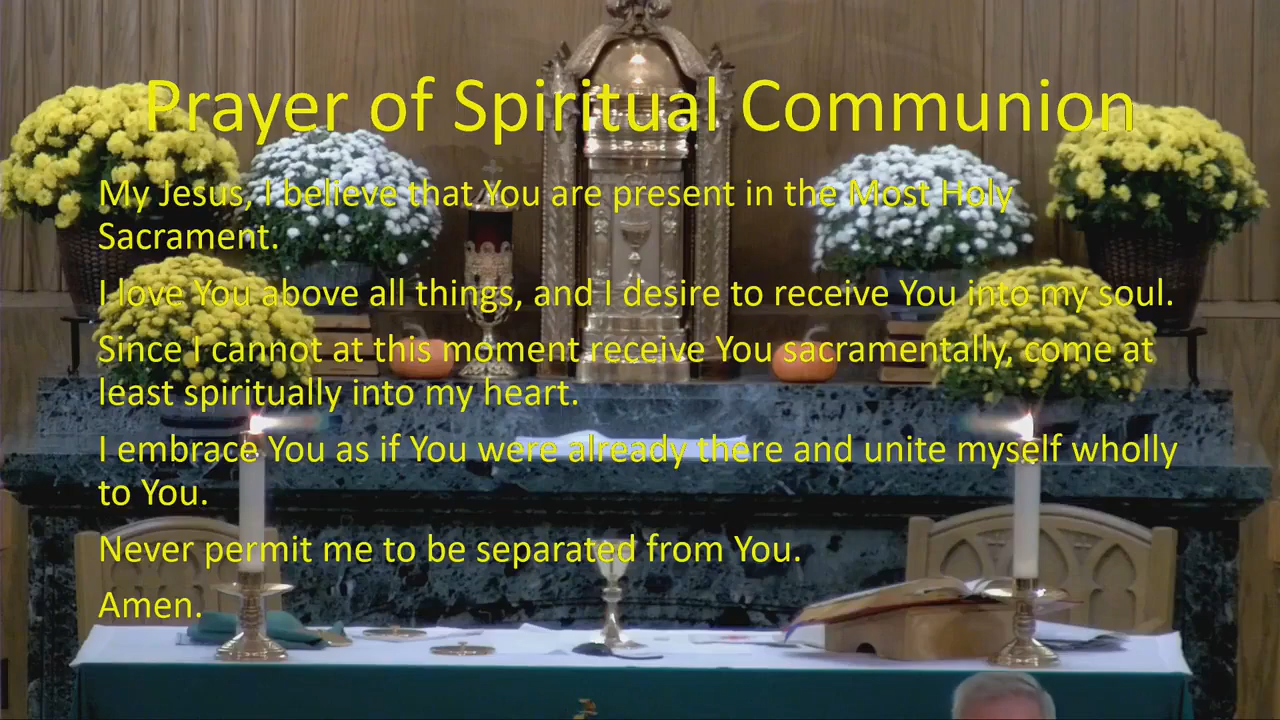 Prayer of Spiritual Communion
My Jesus, I believe that You are present in the Most Holy
Sacrament.
I love You above all things, and I desire to receive You into my soul.
Since I cannot at this moment receive You sacramentally, come at
least spiritually into my heart.
I embrace You as if You were already there and unite myself wholly
to You.
Never permit me to be separated from You.
Amen.